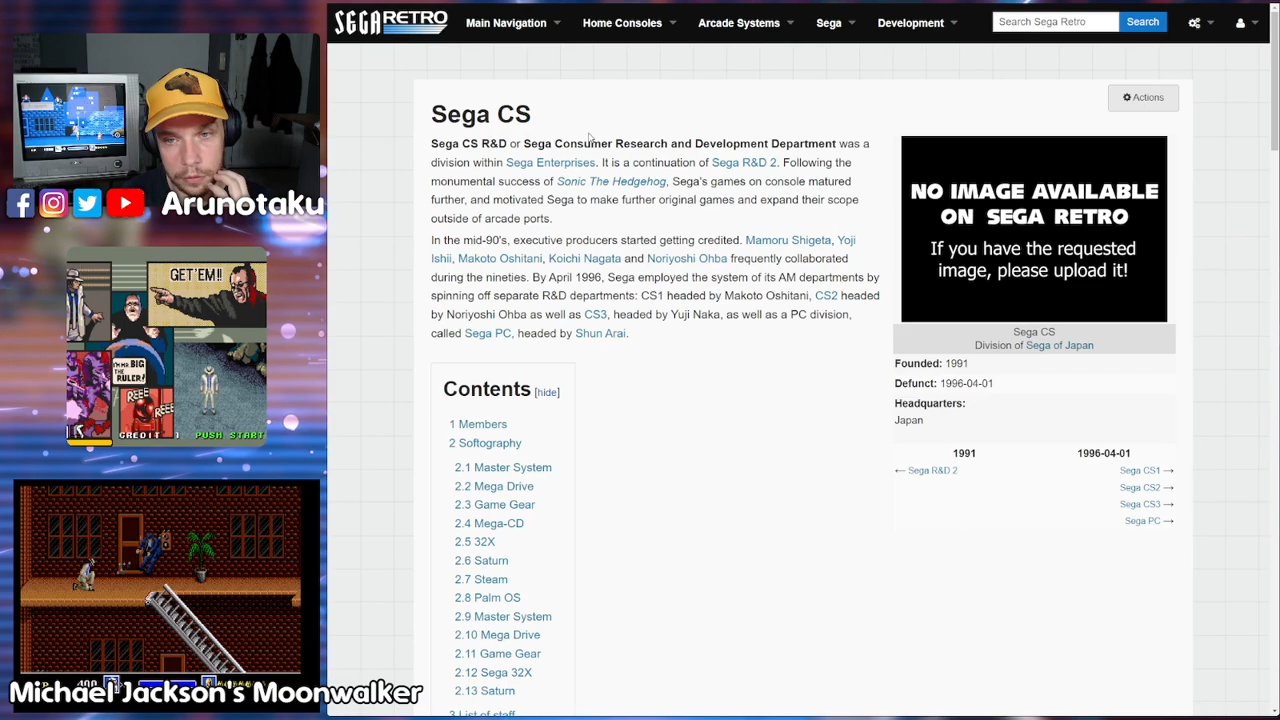 SEGA RETRO
Main Navigation
Home Consoles
Arcade Systems
Sega
Development
Search Sega Retro
Search
Arunotaku
GET'EM!!
I'M MR.BIG
THE
RULER!
REEE
REEE
CREDIT 1 PUSH START
400
Michael Jackson's Moonwalker
Sega CS
Actions
Sega CS R&D or Sega Consumer Research and Development Department was a
division within Sega Enterprises. It is a continuation of Sega R&D 2. Following the
monumental success of Sonic The Hedgehog, Sega's games on console matured
further, and motivated Sega to make further original games and expand their scope
outside of arcade ports.
In the mid-90's, executive producers started getting credited. Mamoru Shigeta, Yoji
Ishii, Makoto Oshitani, Koichi Nagata and Noriyoshi Ohba frequently collaborated
during the nineties. By April 1996, Sega employed the system of its AM departments by
spinning off separate R&D departments: CS1 headed by Makoto Oshitani, CS2 headed
by Noriyoshi Ohba as well as CS3, headed by Yuji Naka, as well as a PC division,
called Sega PC, headed by Shun Arai.
Contents [hide]
1 Members
2 Softography
2.1 Master System
2.2 Mega Drive
2.3 Game Gear
2.4 Mega-CD
2.5 32X
2.6 Saturn
2.7 Steam
2.8 Palm OS
2.9 Master System
2.10 Mega Drive
2.11 Game Gear
2.12 Sega 32X
2.13 Saturn
3 List of staff
NO IMAGE AVAILABLE
ON SEGA RETRO
If you have the requested
image, please upload it!
Sega CS
Division of Sega of Japan
Founded: 1991
Defunct: 1996-04-01
Headquarters:
Japan
1991 1996-04-01
← Sega R&D 2 Sega CS1 →
Sega CS2 →
Sega CS3 →
Sega PC →